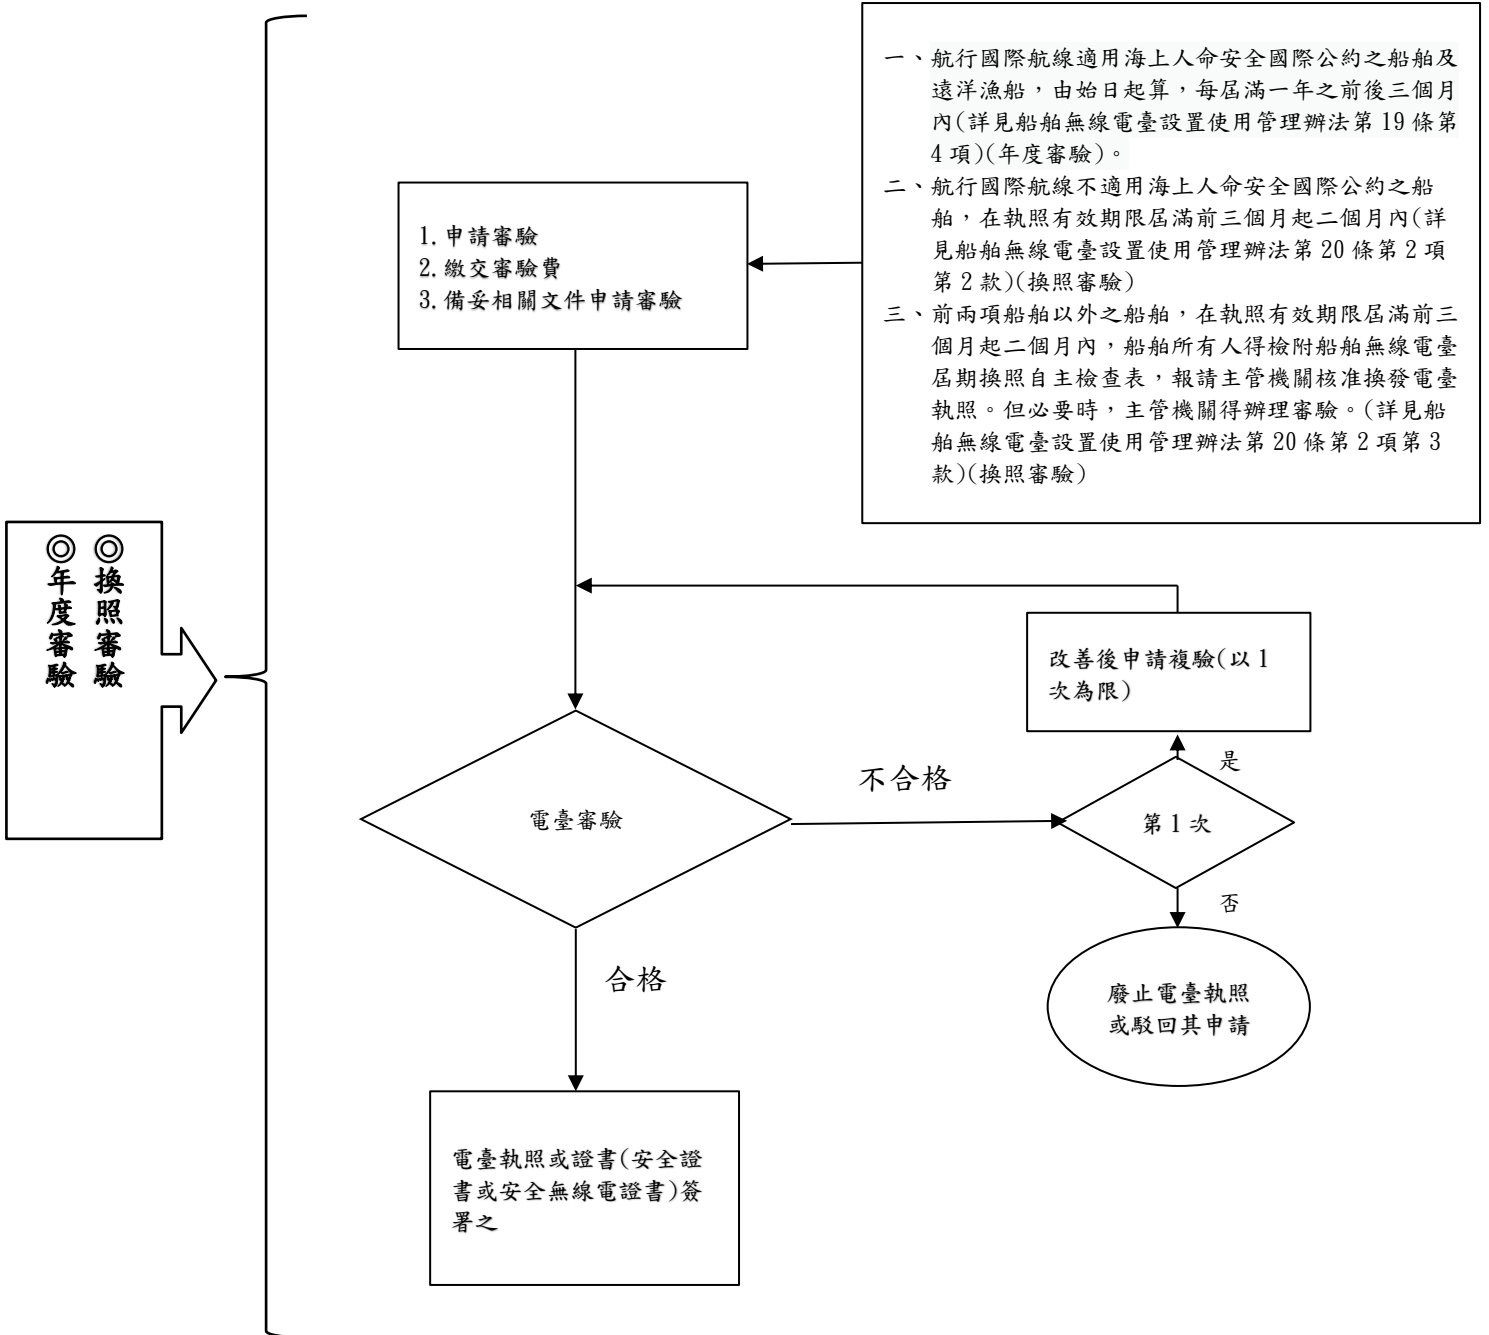 一、航行國際航線適用海上人命安全國際公約之船舶及
遠洋漁船，由始日起算，每屆滿一年之前後三個月
內(詳見船舶無線電臺設置使用管理辦法第19條第
4項)(年度審驗)。
二、航行國際航線不適用海上人命安全國際公約之船
舶，在執照有效期限屆滿前三個月起二個月內(詳
見船舶無線電臺設置使用管理辦法第20條第2項
第2款)(換照審驗)
三、前兩項船舶以外之船舶，在執照有效期限屆滿前三
個月起二個月內，船舶所有人得檢附船舶無線電臺
屆期換照自主檢查表，報請主管機關核准換發電臺
執照。但必要時，主管機關得辦理審驗。(詳見船
舶無線電臺設置使用管理辦法第20條第2項第3
款)(換照審驗)
1.申請審驗
2.繳交審驗費
3.備妥相關文件申請審驗
◎換照審驗
◎年度審驗
改善後申請複驗(以1
次為限)
是
不合格
電臺審驗
第1次
否
合格
廢止電臺執照
或駁回其申請
電臺執照或證書(安全證
書或安全無線電證書)簽
署之